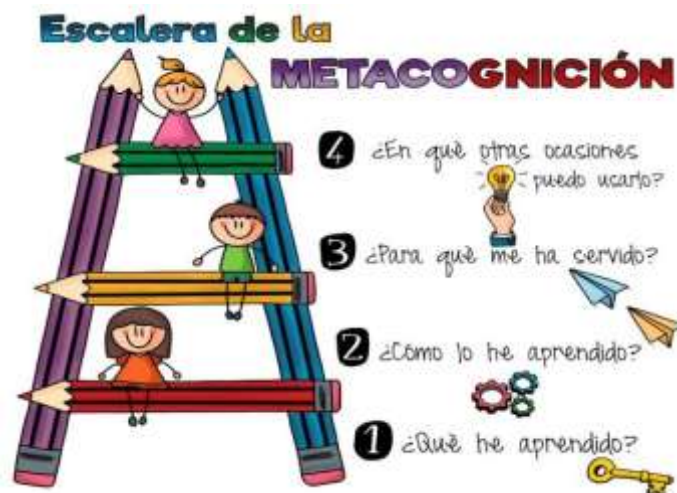 Escalera de la
METACOGNICIÓN
4 ¿En qué otras ocasiones
puedo usarlo?
3 ¿Para qué me ha servido?
2 ¿Cómo lo he aprendido?
1 ¿Qué he aprendido?